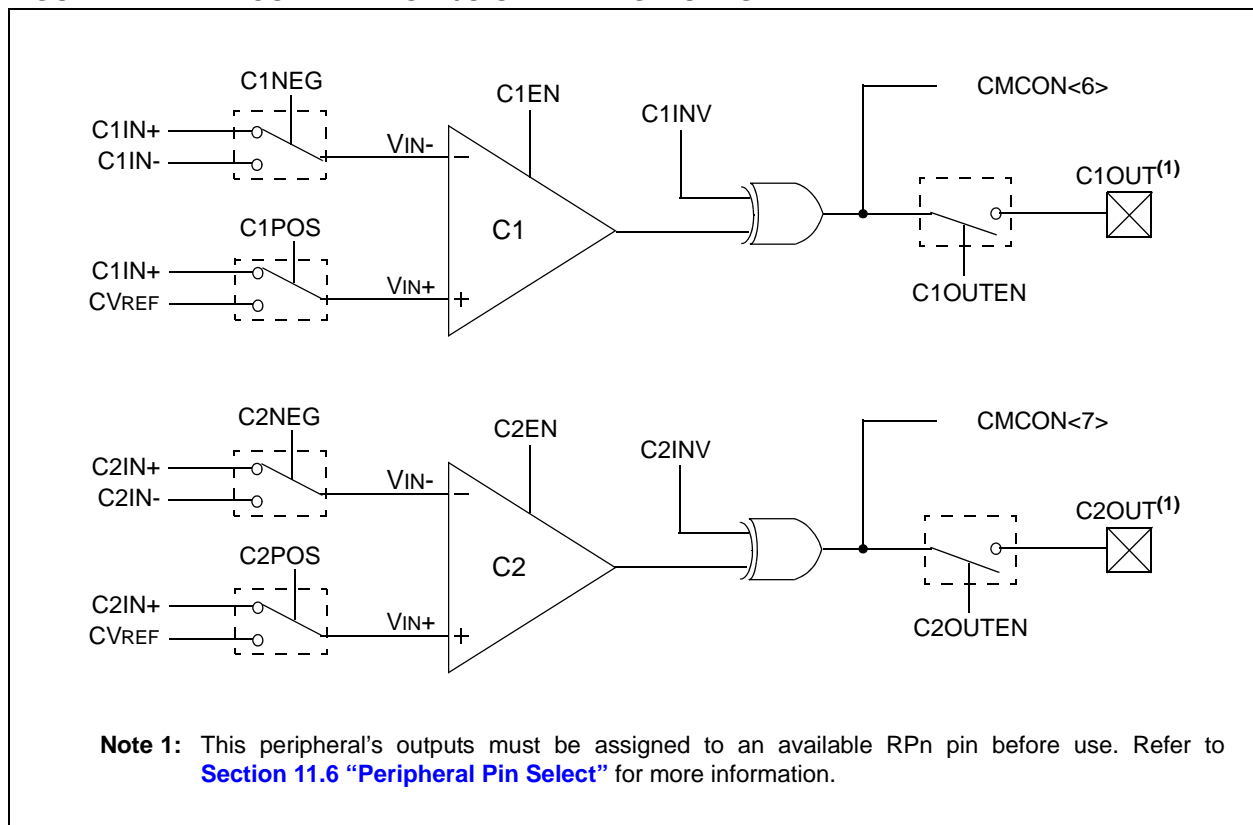 C1NEG
C1EN
CMCON<6>
C1IN+
C1INV
C1IN-
VIN-
–
C1OUT(1)
C1POS
C1
C1IN+
VIN+
C1OUTEN
CVREF
+
C2NEG
C2EN
CMCON<7>
C2IN+
C2INV
C2IN-
VIN-
–
C2OUT(1)
C2POS
C2
C2IN+
VIN+
C2OUTEN
CVREF
+
Note 1: This peripheral's outputs must be assigned to an available RPn pin before use. Refer to
Section 11.6 “Peripheral Pin Select” for more information.